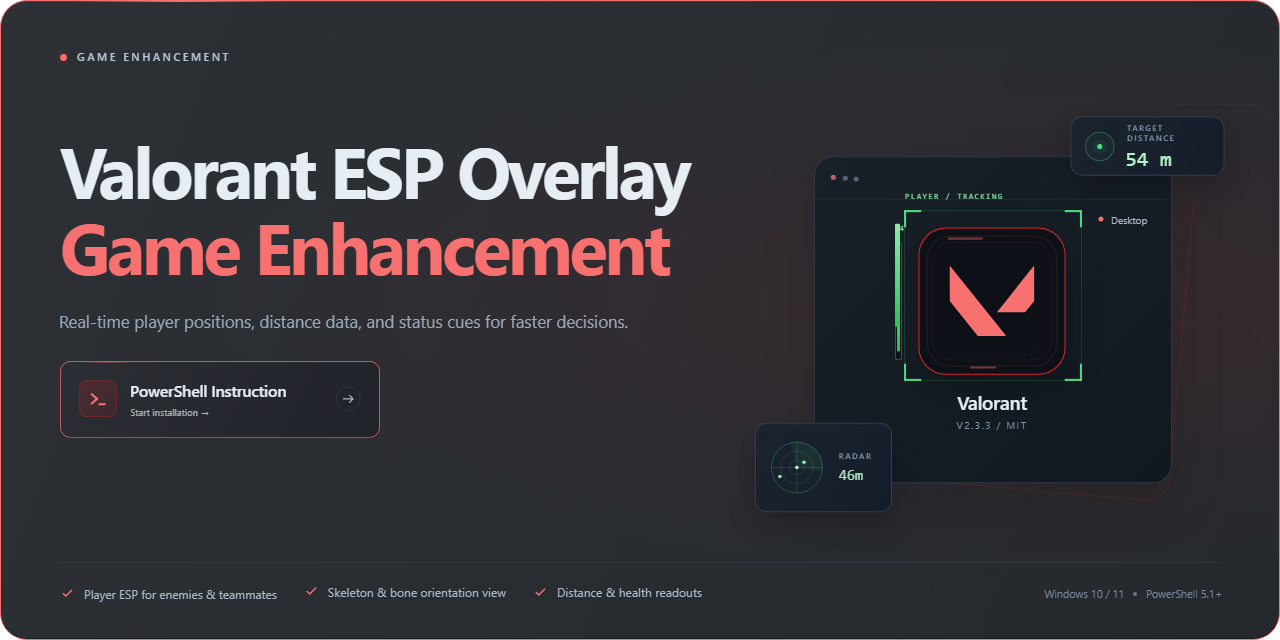 GAME ENHANCEMENT
Valorant ESP Overlay
Game Enhancement
Real-time player positions, distance data, and status cues for faster decisions.
PowerShell Instruction
Start installation →
TARGET
DISTANCE
54 m
PLAYER / TRACKING
Desktop
Valorant
V2.3.3 / MIT
RADAR
46m
Player ESP for enemies & teammates
Skeleton & bone orientation view
Distance & health readouts
Windows 10 / 11 • PowerShell 5.1+